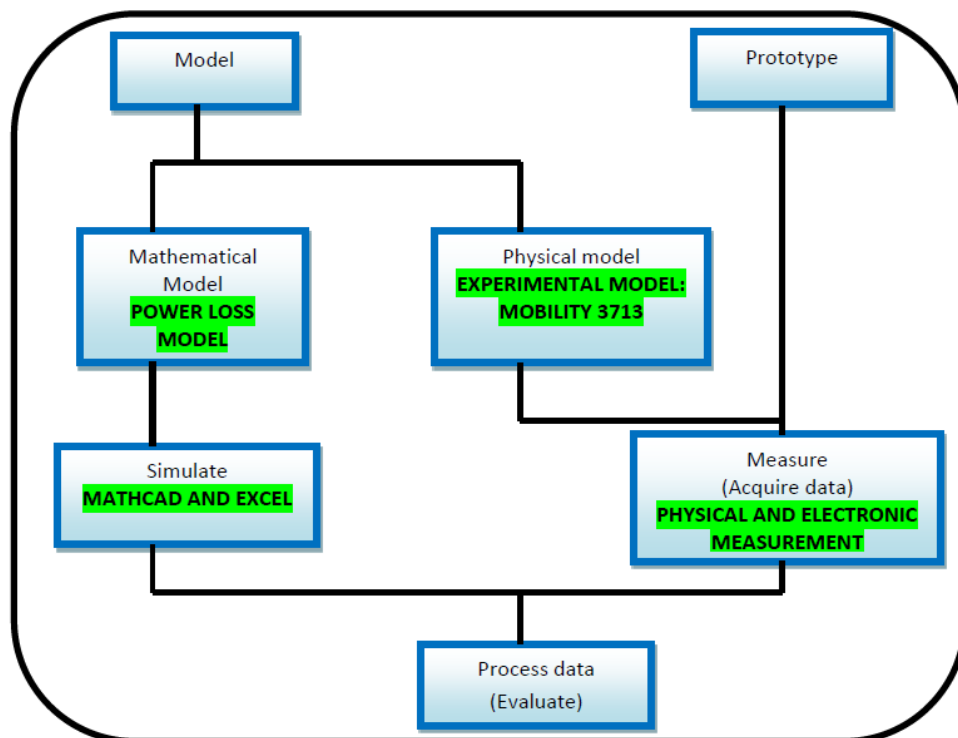 Model
Prototype
Mathematical
Model
POWER LOSS
MODEL
Physical model
EXPERIMENTAL MODEL:
MOBILITY 3713
Simulate
MATHCAD AND EXCEL
Measure
(Acquire data)
PHYSICAL AND ELECTRONIC
MEASUREMENT
Process data
(Evaluate)